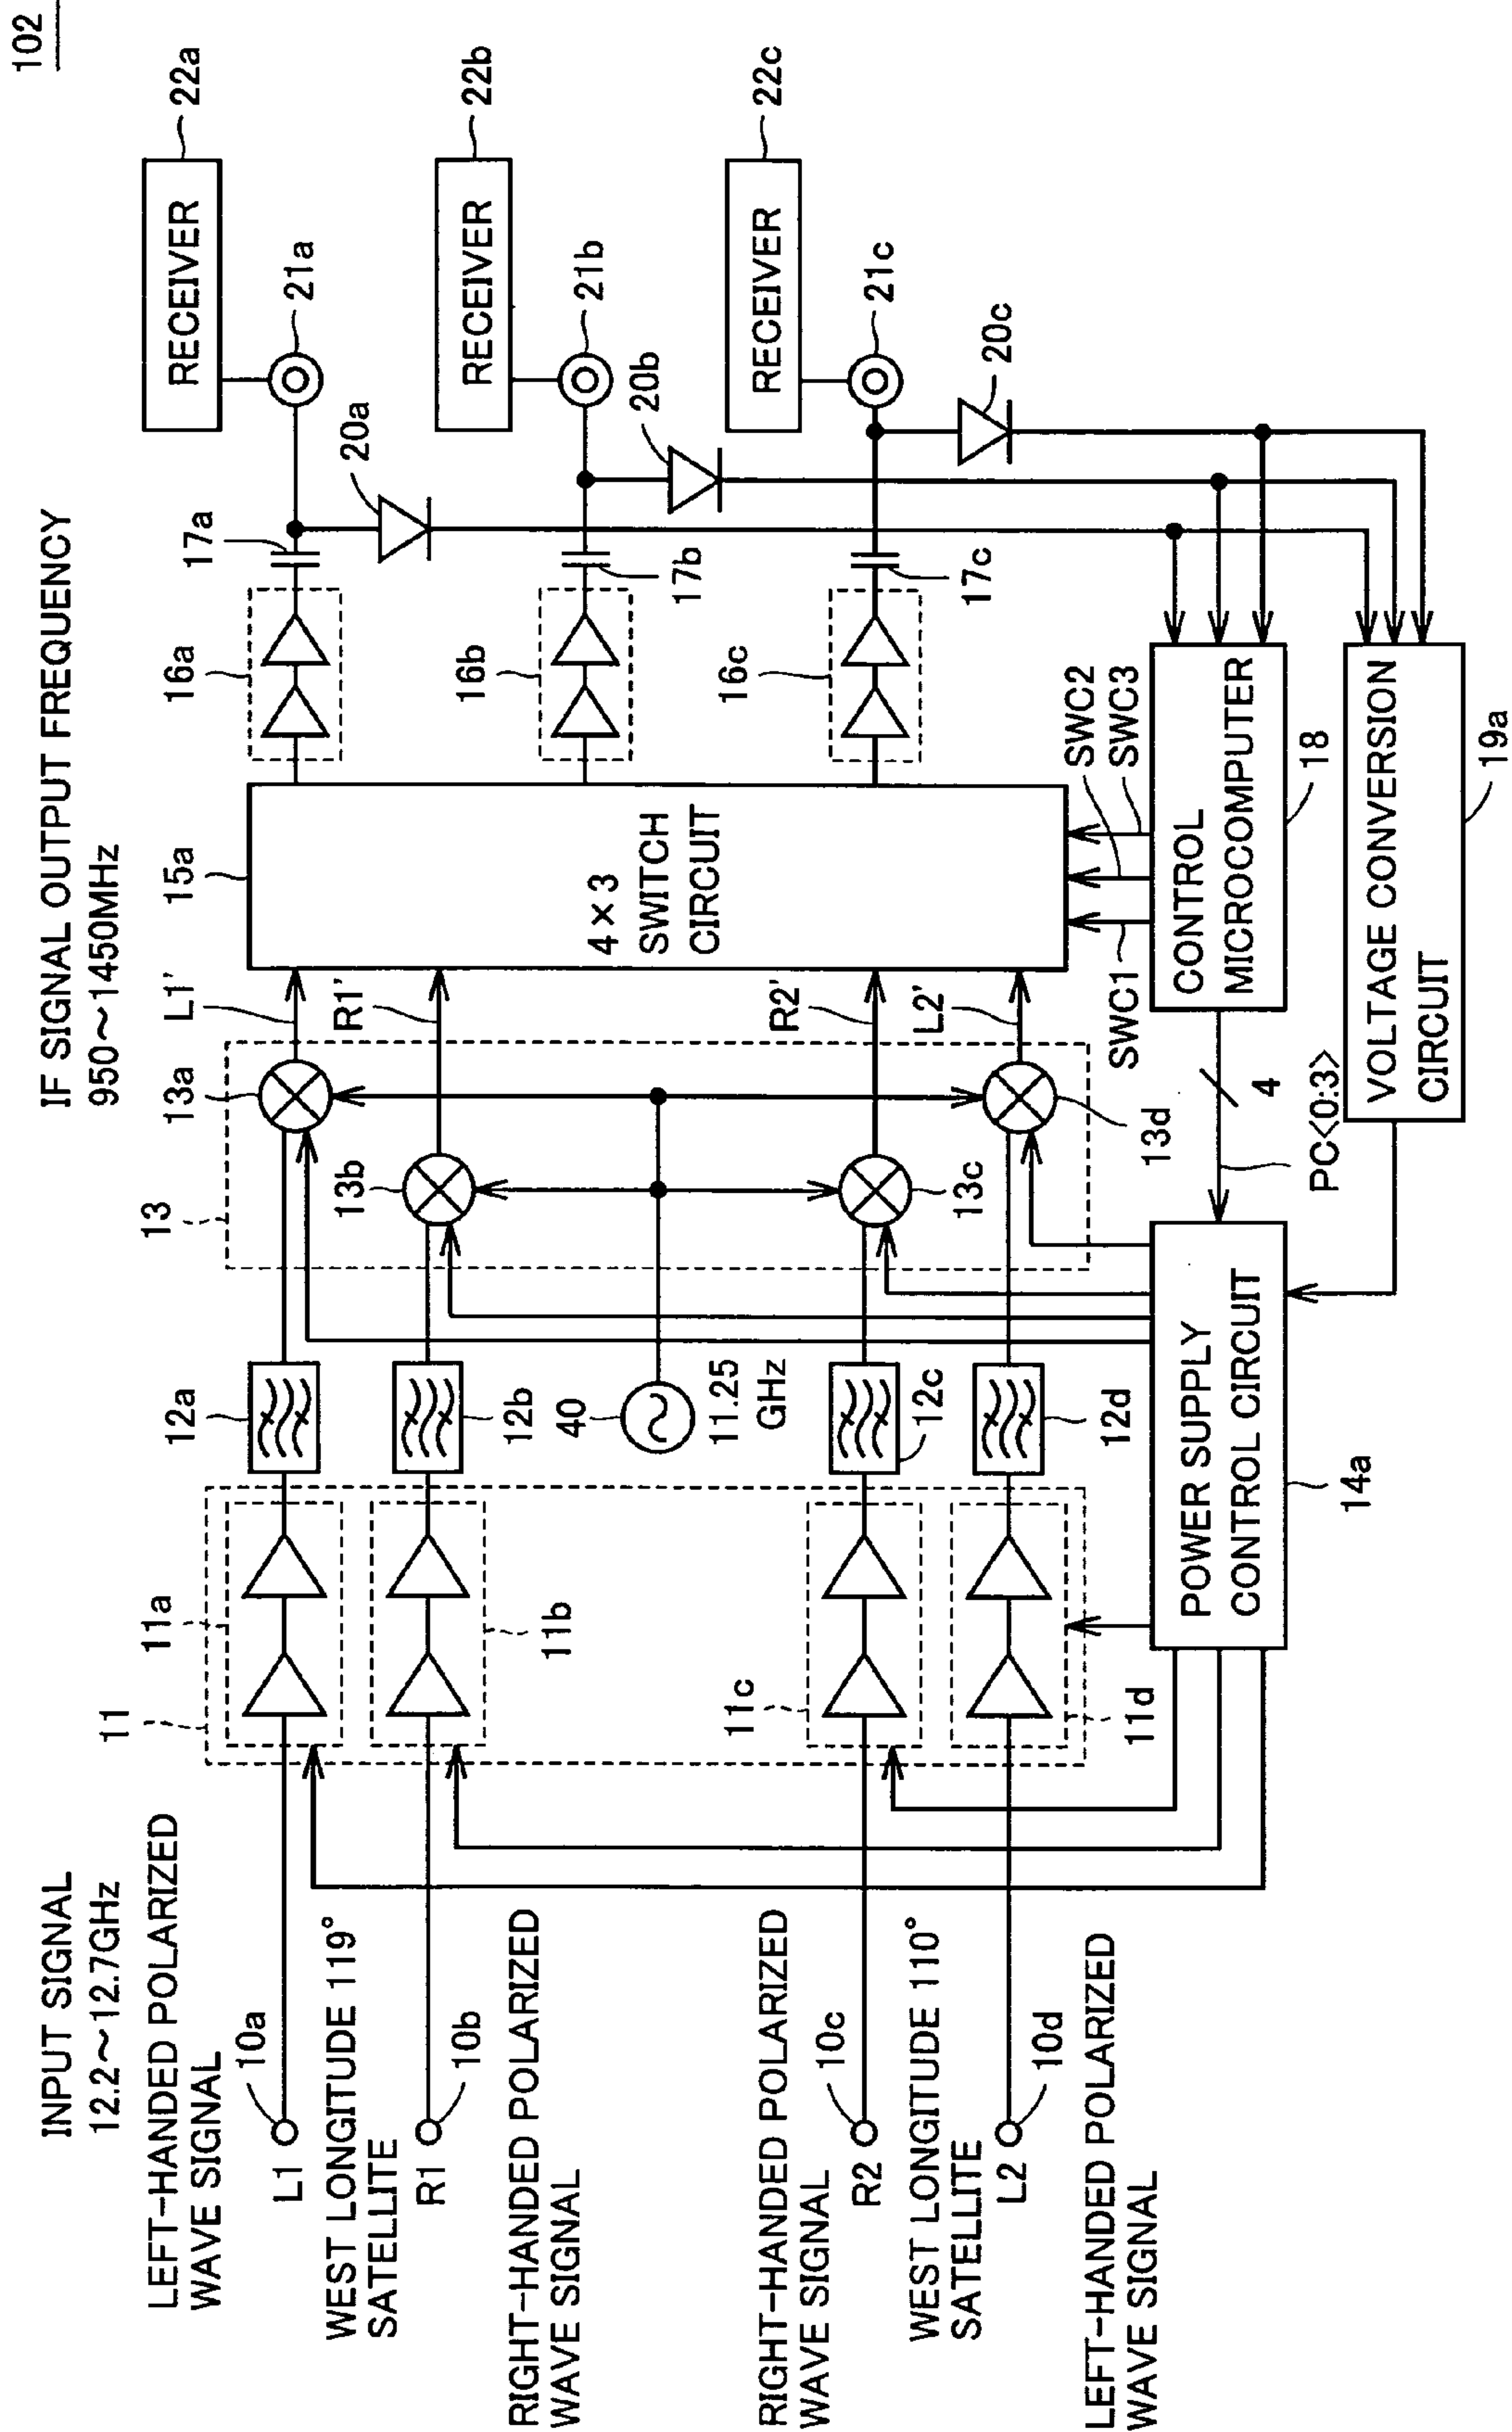 102
INPUT SIGNAL
12.2～12.7GHz
IF SIGNAL OUTPUT FREQUENCY
950～1450MHz
LEFT-HANDED POLARIZED
WAVE SIGNAL
10a
L1
WEST LONGITUDE 119°
SATELLITE
R1
10b
RIGHT-HANDED POLARIZED
WAVE SIGNAL
RIGHT-HANDED POLARIZED
WAVE SIGNAL
10c
R2
WEST LONGITUDE 110°
SATELLITE
L2
10d
LEFT-HANDED POLARIZED
WAVE SIGNAL
11
11a
11b
11c
11d
12a
12b
40
11.25
GHz
12c
12d
13
13a
13b
13c
13d
L1'
R1'
R2'
L2'
15a
4×3
SWITCH
CIRCUIT
16a
16b
16c
17a
17b
17c
20a
20b
20c
21a
21b
21c
RECEIVER
22a
RECEIVER
22b
RECEIVER
22c
SWC1
SWC2
SWC3
POWER SUPPLY
CONTROL CIRCUIT
14a
4
PC<0:3>
CONTROL
MICROCOMPUTER
18
VOLTAGE CONVERSION
CIRCUIT
19a